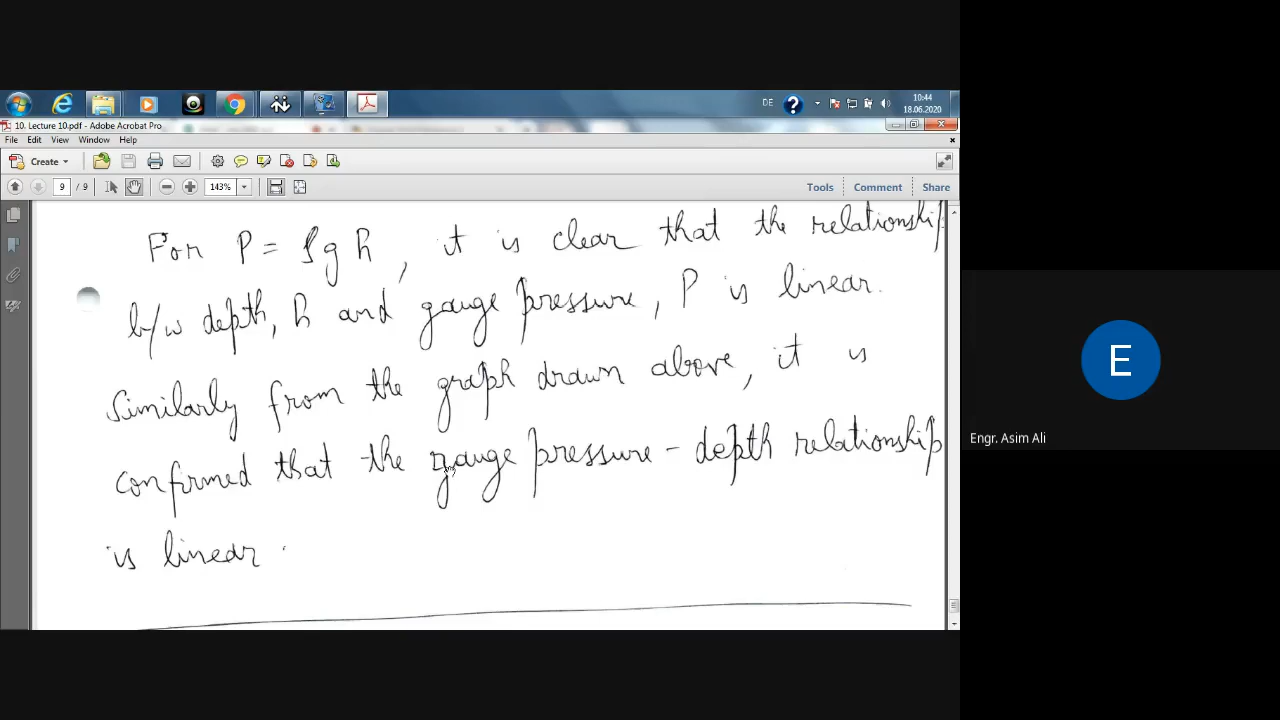 DE
10:44
18.06.2020
10. Lecture 10.pdf - Adobe Acrobat Pro
File Edit View Window Help
Create
9 / 9
143%
Tools Comment Share
For P = ρgh, it is clear that the relationship
b/w depth, h and gauge pressure, P is linear.
Similarly from the graph drawn above, it is
confirmed that the gauge pressure - depth relationship
is linear.
E
Engr. Asim Ali